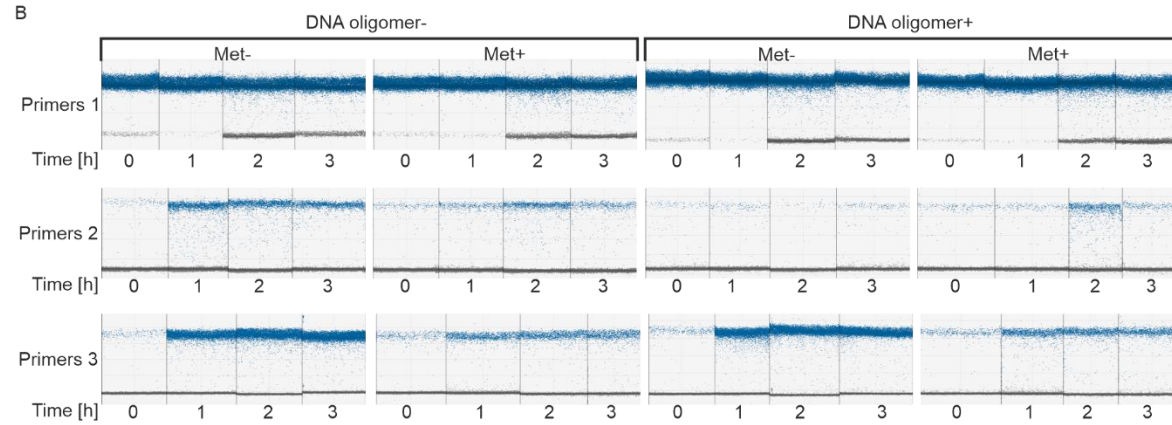 B
DNA oligomer- DNA oligomer+
Met- Met+ Met- Met+
Primers 1
Time [h] 0 1 2 3 0 1 2 3 0 1 2 3 0 1 2 3
Primers 2
Time [h] 0 1 2 3 0 1 2 3 0 1 2 3 0 1 2 3
Primers 3
Time [h] 0 1 2 3 0 1 2 3 0 1 2 3 0 1 2 3